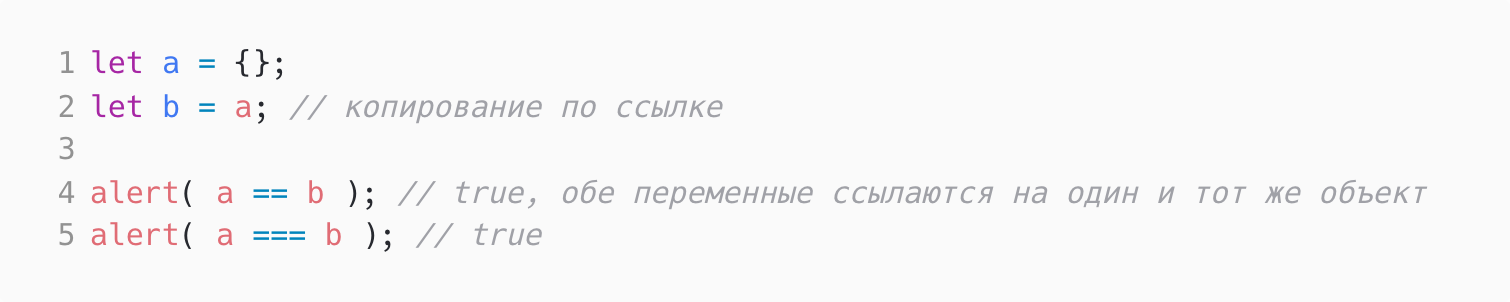 1 let a = {};
2 let b = a; // копирование по ссылке
3
4 alert( a == b ); // true, обе переменные ссылаются на один и тот же объект
5 alert( a === b ); // true